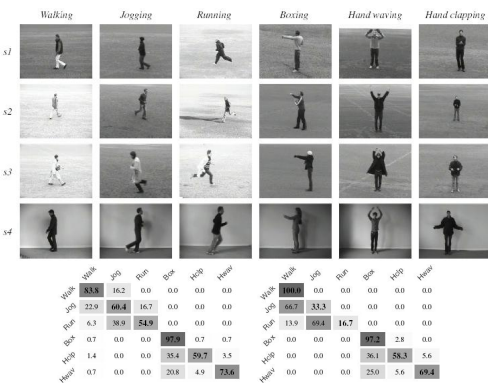 Walking Jogging Running Boxing Hand waving Hand clapping
s1
s2
s3
s4
Walk Jog Run Box Hclp Hwav
Walk 83.8 16.2 0.0 0.0 0.0 0.0
Jog 22.9 60.4 16.7 0.0 0.0 0.0
Run 6.3 38.9 54.9 0.0 0.0 0.0
Box 0.7 0.0 0.0 97.9 0.7 0.7
Hclp 1.4 0.0 0.0 35.4 59.7 3.5
Hwav 0.7 0.0 0.0 20.8 4.9 73.6
Walk Jog Run Box Hclp Hwav
Walk 100.0 0.0 0.0 0.0 0.0 0.0
Jog 66.7 33.3 0.0 0.0 0.0 0.0
Run 13.9 69.4 16.7 0.0 0.0 0.0
Box 0.0 0.0 0.0 97.2 2.8 0.0
Hclp 0.0 0.0 0.0 36.1 58.3 5.6
Hwav 0.0 0.0 0.0 25.0 5.6 69.4